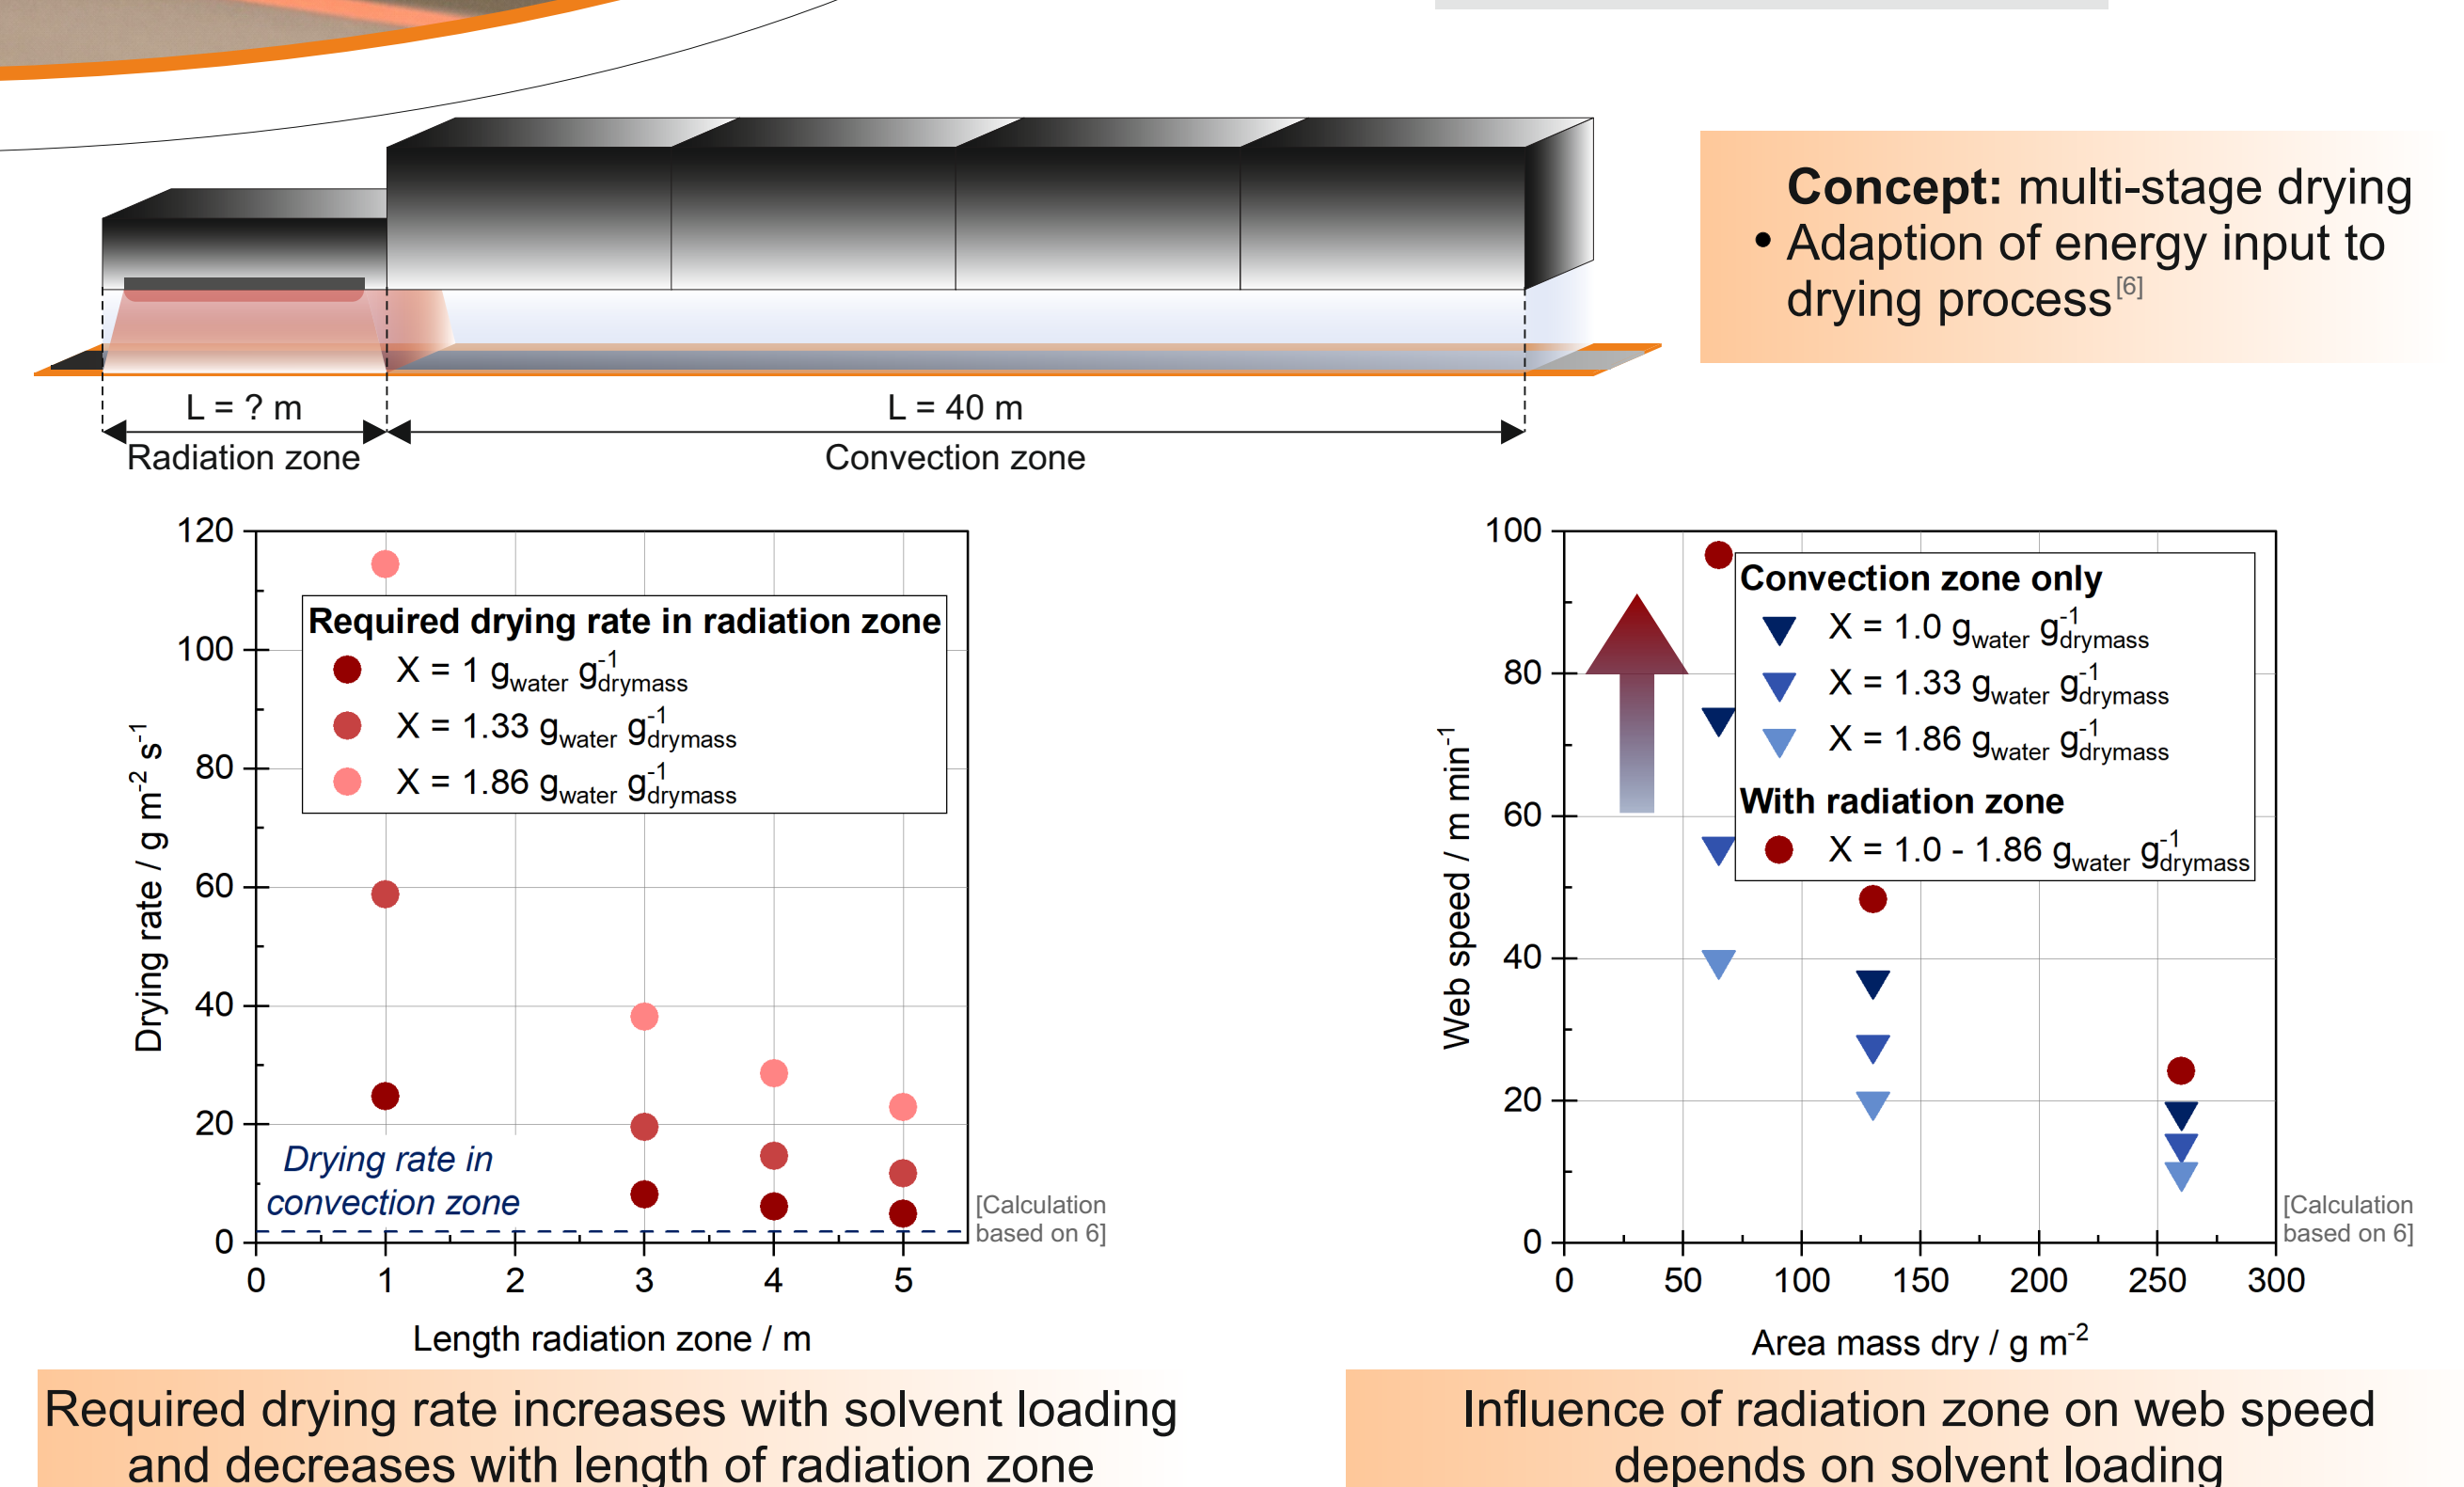 Concept: multi-stage drying
• Adaption of energy input to
drying process[6]
L = ? m
L = 40 m
Radiation zone
Convection zone
120
100
80
60
40
20
0
0
1
2
3
4
5
Drying rate / g m-2 s-1
Length radiation zone / m
Required drying rate in radiation zone
X = 1 gwater g-1drymass
X = 1.33 gwater g-1drymass
X = 1.86 gwater g-1drymass
Drying rate in
convection zone
[Calculation
based on 6]
100
80
60
40
20
0
0
50
100
150
200
250
300
Web speed / m min-1
Area mass dry / g m-2
Convection zone only
X = 1.0 gwater g-1drymass
X = 1.33 gwater g-1drymass
X = 1.86 gwater g-1drymass
With radiation zone
X = 1.0 - 1.86 gwater g-1drymass
[Calculation
based on 6]
Required drying rate increases with solvent loading
and decreases with length of radiation zone
Influence of radiation zone on web speed
depends on solvent loading